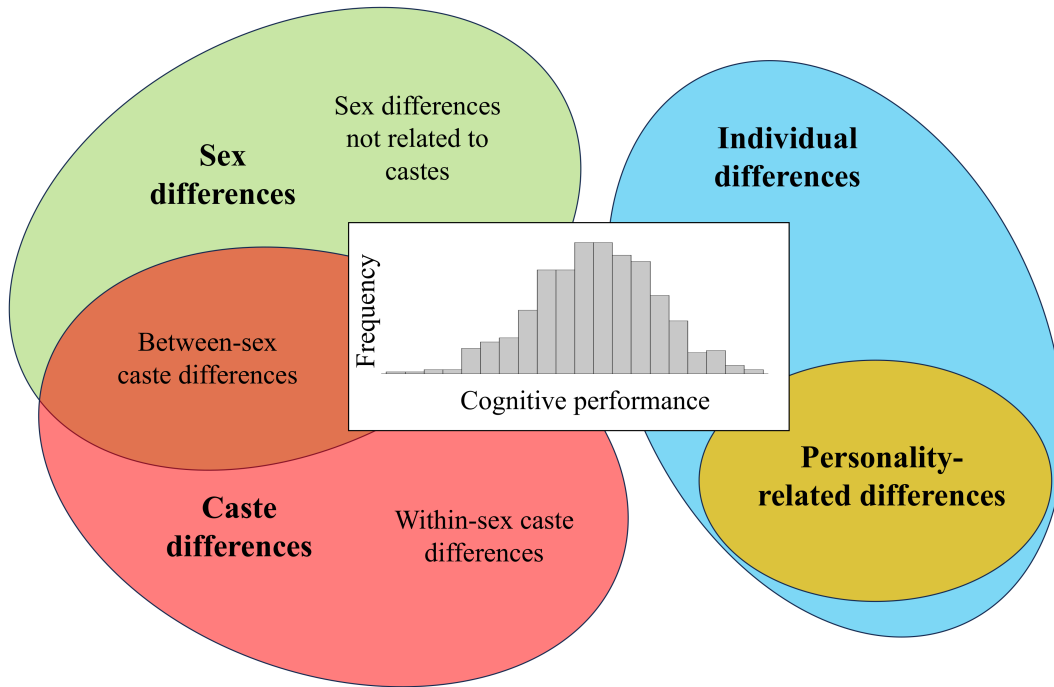 Sex differences
not related to
castes
Sex
differences
Individual
differences
Frequency
Cognitive performance
Between-sex
caste differences
Personality-
related differences
Caste
differences
Within-sex caste
differences